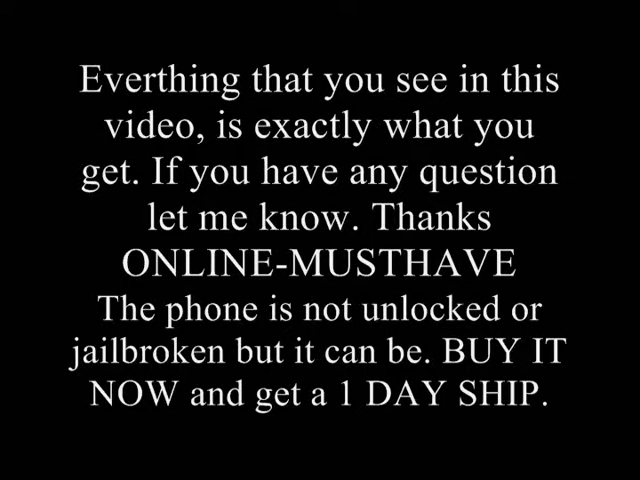 Everthing that you see in this
video, is exactly what you
get. If you have any question
let me know. Thanks
ONLINE-MUSTHAVE
The phone is not unlocked or
jailbroken but it can be. BUY IT
NOW and get a 1 DAY SHIP.